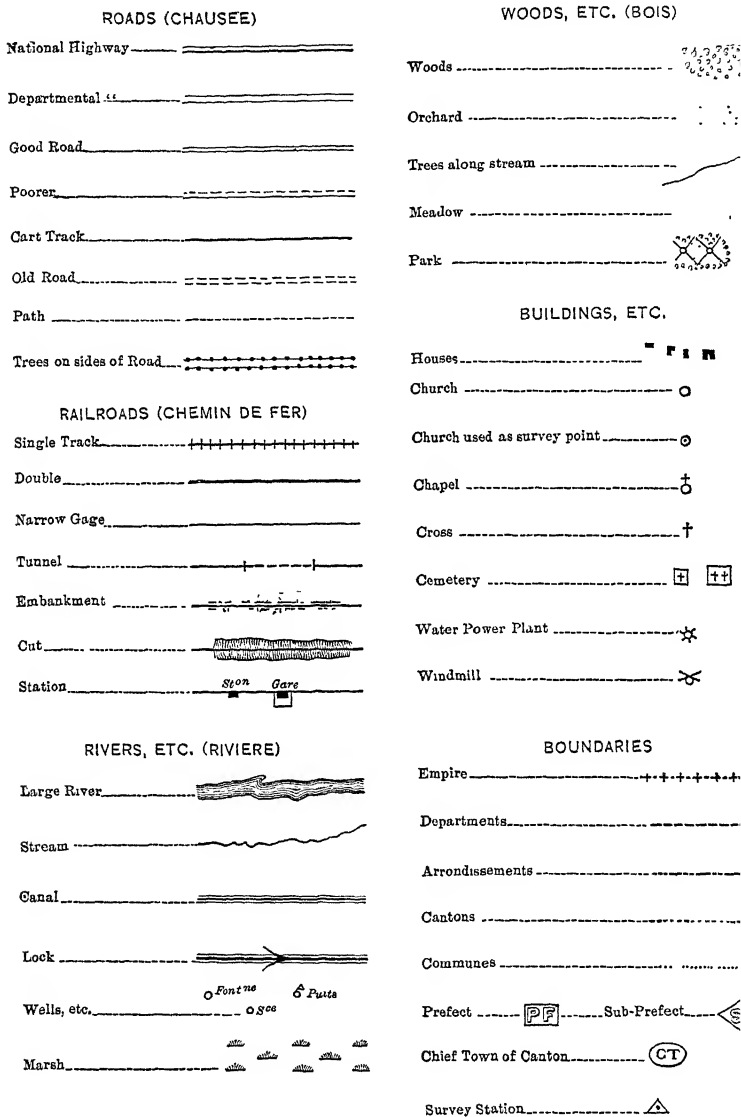 ROADS (CHAUSEE)
National Highway
Departmental "
Good Road
Poorer
Cart Track
Old Road
Path
Trees on sides of Road
RAILROADS (CHEMIN DE FER)
Single Track
Double
Narrow Gage
Tunnel
Embankment
Cut
Station
Ston Gare
RIVERS, ETC. (RIVIERE)
Large River
Stream
Canal
Lock
Fontne Puits
Wells, etc. Sce
Marsh
WOODS, ETC. (BOIS)
Woods
Orchard
Trees along stream
Meadow
Park
BUILDINGS, ETC.
Houses
Church
Church used as survey point
Chapel
Cross
Cemetery
Water Power Plant
Windmill
BOUNDARIES
Empire
Departments
Arrondissements
Cantons
Communes
Prefect PF Sub-Prefect S
Chief Town of Canton CT
Survey Station